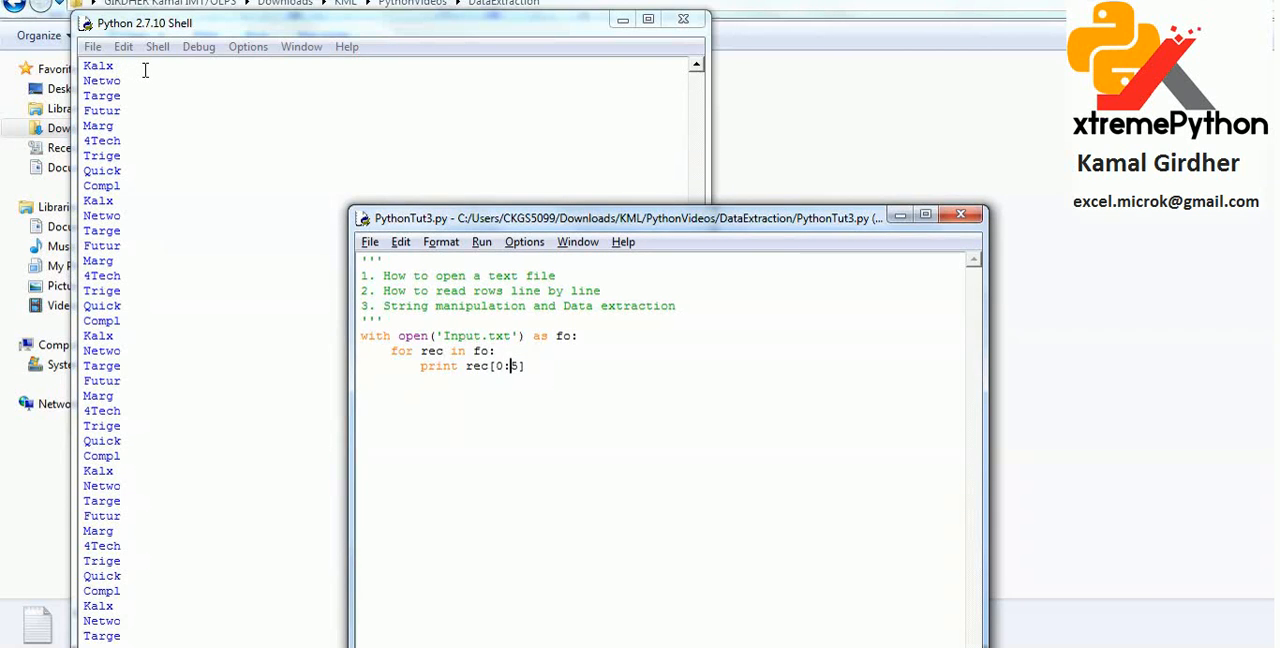 GIRDHER Kamal IMT/OLPS Downloads KML PythonVideos DataExtraction
Python 2.7.10 Shell
File Edit Shell Debug Options Window Help
Organize
Favorit
Desk
Libra
Dow
Rece
Docu
Librari
Docu
Musi
My P
Pictu
Vide
Comp
Syste
Netwo
Kalx
Netwo
Targe
Futur
Marg
4Tech
Trige
Quick
Compl
Kalx
Netwo
Targe
Futur
Marg
4Tech
Trige
Quick
Compl
Kalx
Netwo
Targe
Futur
Marg
4Tech
Trige
Quick
Compl
Kalx
Netwo
Targe
Futur
Marg
4Tech
Trige
Quick
Compl
Kalx
Netwo
Targe
PythonTut3.py - C:/Users/CKGS5099/Downloads/KML/PythonVideos/DataExtraction/PythonTut3.py (...
File Edit Format Run Options Window Help
'''
1. How to open a text file
2. How to read rows line by line
3. String manipulation and Data extraction
'''
with open('Input.txt') as fo:
for rec in fo:
print rec[0:5]
xtremePython
Kamal Girdher
excel.microk@gmail.com